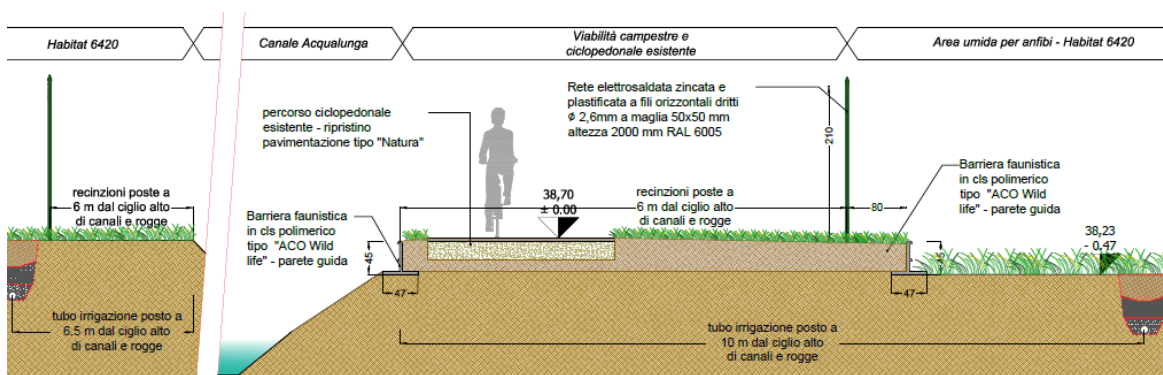 Habitat 6420
Canale Acqualunga
Viabilità campestre e
ciclopedonale esistente
Area umida per anfibi - Habitat 6420
percorso ciclopedonale
esistente - ripristino
pavimentazione tipo "Natura"
Rete elettrosaldata zincata e
plastificata a fili orizzontali dritti
ϕ 2,6mm a maglia 50x50 mm
altezza 2000 mm RAL 6005
210
Barriera faunistica
in cls polimerico
tipo "ACO Wild
life" - parete guida
recinzioni poste a
6 m dal ciglio alto
di canali e rogge
38,70
± 0.00
recinzioni poste a
6 m dal ciglio alto
di canali e rogge
80
Barriera faunistica
in cls polimerico
tipo "ACO Wild
life" - parete guida
38,23
- 0,47
45
47
47
tubo irrigazione posto a
6.5 m dal ciglio alto
di canali e rogge
tubo irrigazione posto a
10 m dal ciglio alto
di canali e rogge